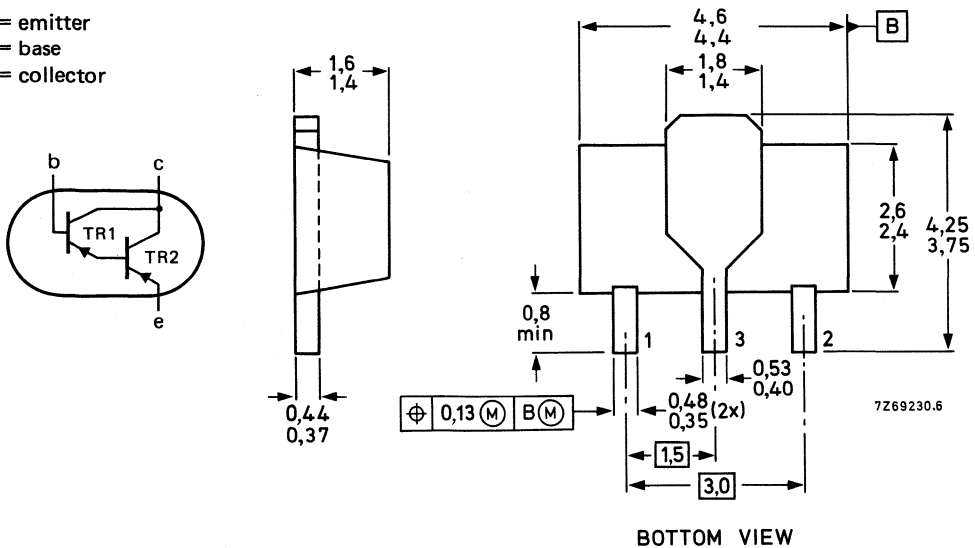 = emitter
= base
= collector
b
c
TR1
TR2
e
1,6
1,4
0,44
0,37
4,6
4,4
B
1,8
1,4
2,6
2,4
4,25
3,75
0,8
min
1
3
2
0,53
0,40
0,13 M B M
0,48
0,35 (2x)
1,5
3,0
7Z69230.6
BOTTOM VIEW